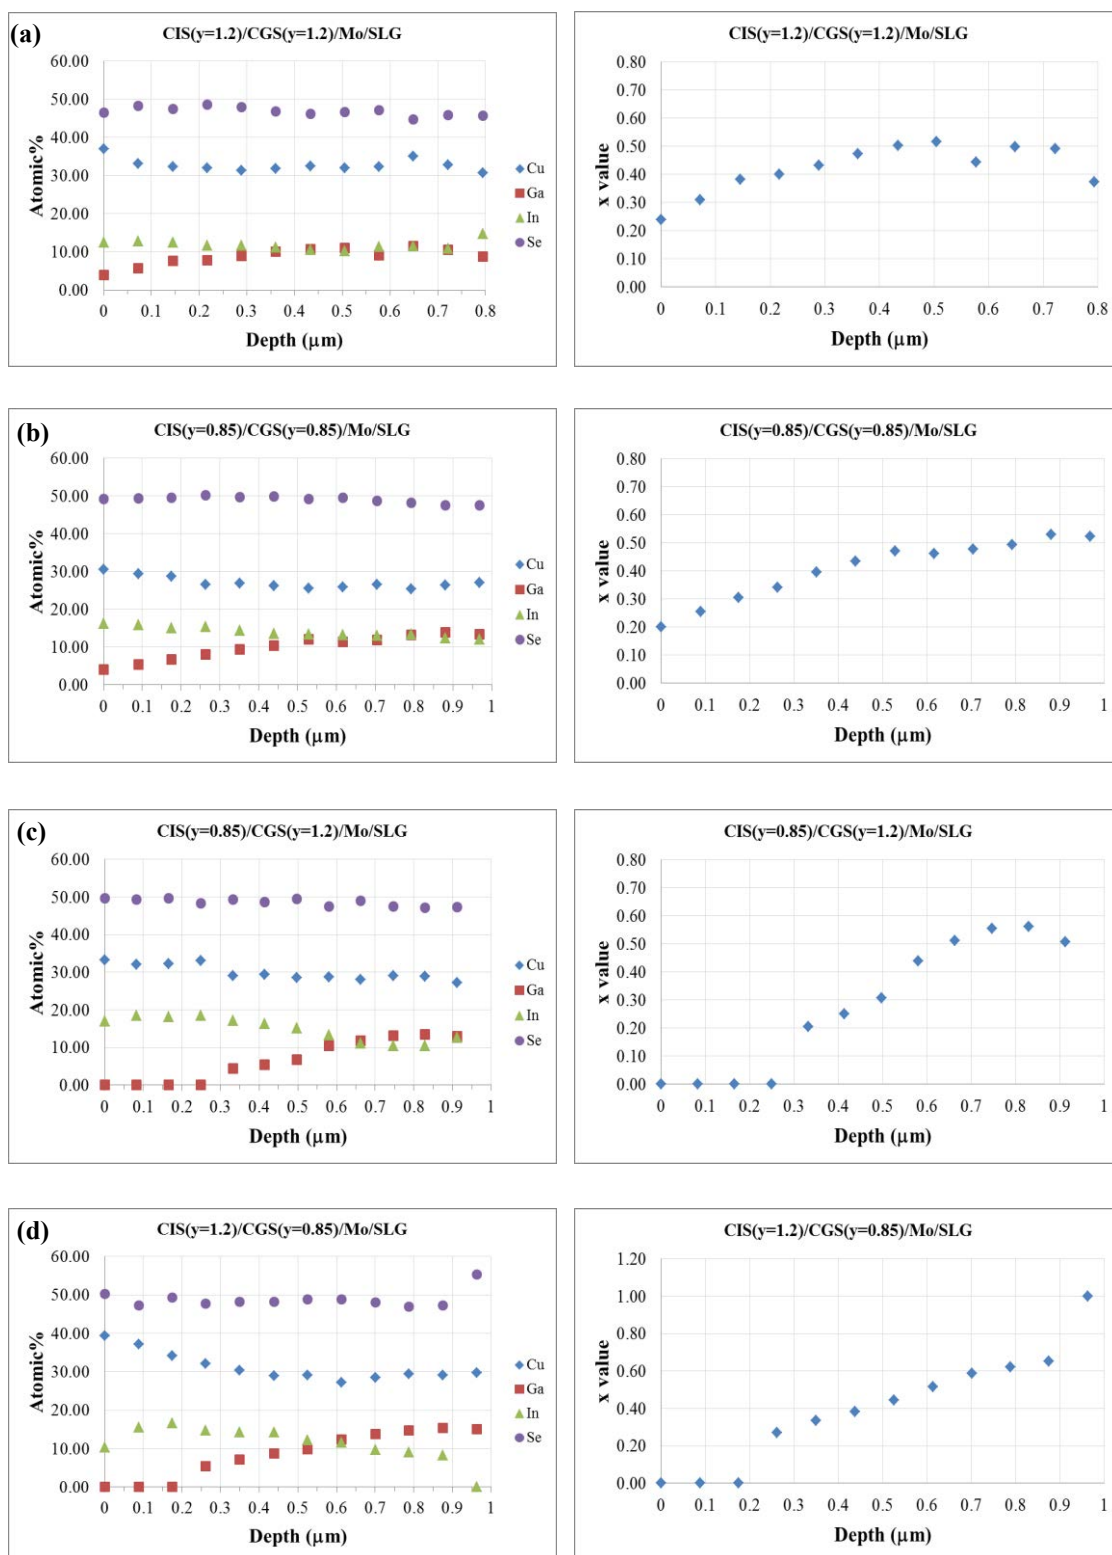 (a)
CIS(y=1.2)/CGS(y=1.2)/Mo/SLG
60.00
50.00
40.00
30.00
20.00
10.00
0.00
Atomic%
0 0.1 0.2 0.3 0.4 0.5 0.6 0.7 0.8
Depth (μm)
Cu
Ga
In
Se
CIS(y=1.2)/CGS(y=1.2)/Mo/SLG
0.80
0.70
0.60
0.50
0.40
0.30
0.20
0.10
0.00
x value
0 0.1 0.2 0.3 0.4 0.5 0.6 0.7 0.8
Depth (μm)
(b)
CIS(y=0.85)/CGS(y=0.85)/Mo/SLG
60.00
50.00
40.00
30.00
20.00
10.00
0.00
Atomic%
0 0.1 0.2 0.3 0.4 0.5 0.6 0.7 0.8 0.9 1
Depth (μm)
Cu
Ga
In
Se
CIS(y=0.85)/CGS(y=0.85)/Mo/SLG
0.80
0.70
0.60
0.50
0.40
0.30
0.20
0.10
0.00
x value
0 0.1 0.2 0.3 0.4 0.5 0.6 0.7 0.8 0.9 1
Depth (μm)
(c)
CIS(y=0.85)/CGS(y=1.2)/Mo/SLG
60.00
50.00
40.00
30.00
20.00
10.00
0.00
Atomic%
0 0.1 0.2 0.3 0.4 0.5 0.6 0.7 0.8 0.9 1
Depth (μm)
Cu
Ga
In
Se
CIS(y=0.85)/CGS(y=1.2)/Mo/SLG
0.80
0.70
0.60
0.50
0.40
0.30
0.20
0.10
0.00
x value
0 0.1 0.2 0.3 0.4 0.5 0.6 0.7 0.8 0.9 1
Depth (μm)
(d)
CIS(y=1.2)/CGS(y=0.85)/Mo/SLG
60.00
50.00
40.00
30.00
20.00
10.00
0.00
Atomic%
0 0.1 0.2 0.3 0.4 0.5 0.6 0.7 0.8 0.9 1
Depth (μm)
Cu
Ga
In
Se
CIS(y=1.2)/CGS(y=0.85)/Mo/SLG
1.20
1.00
0.80
0.60
0.40
0.20
0.00
x value
0 0.1 0.2 0.3 0.4 0.5 0.6 0.7 0.8 0.9 1
Depth (μm)